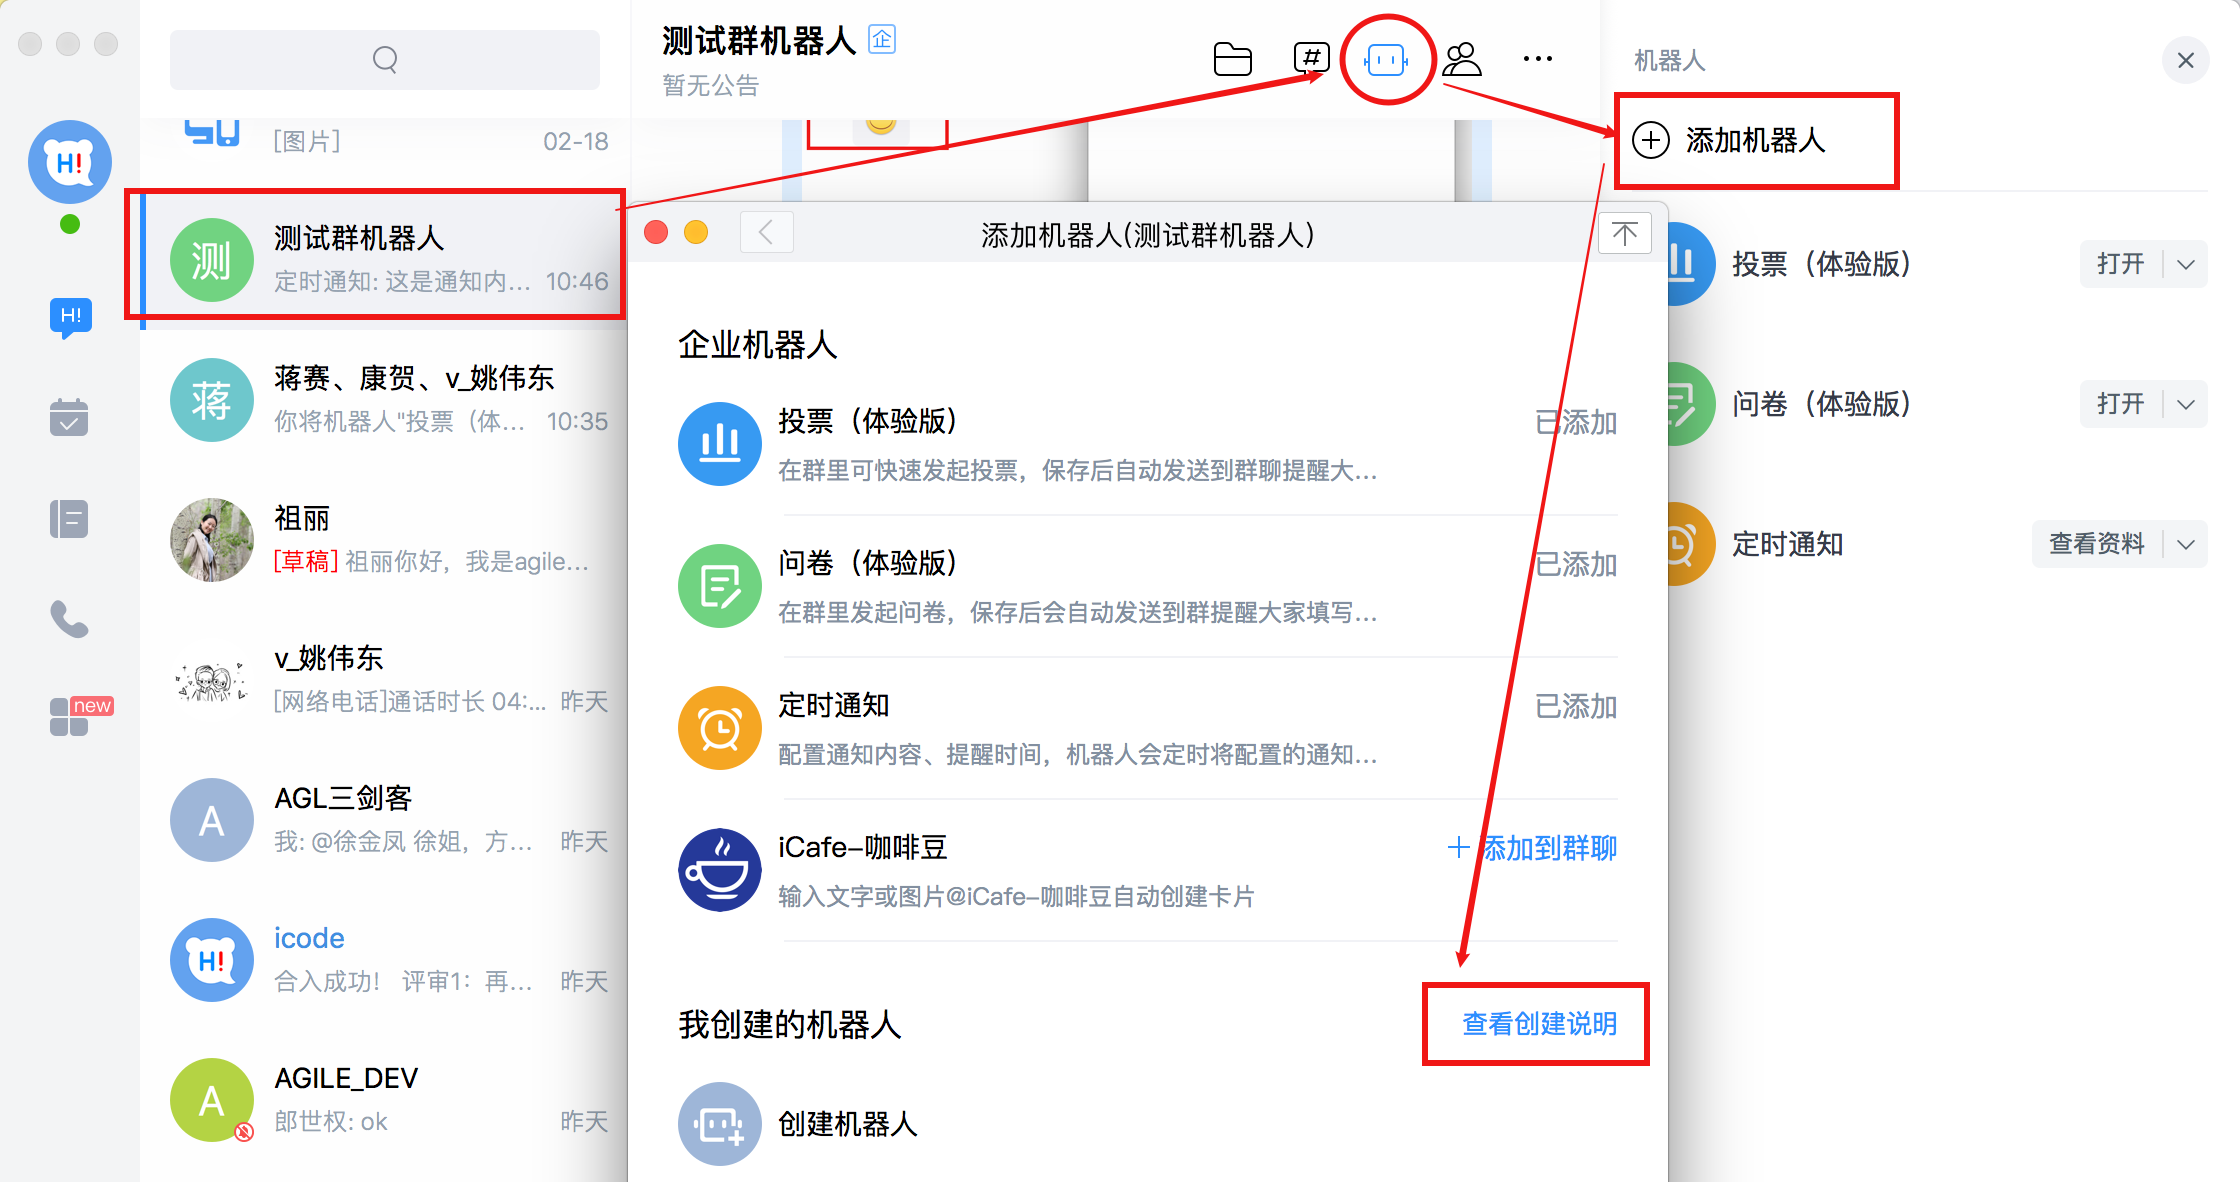 测试群机器人 企
暂无公告
机器人
添加机器人
[图片] 02-18
测试群机器人
定时通知: 这是通知内... 10:46
蒋赛、康贺、v_姚伟东
你将机器人"投票（体... 10:35
祖丽
[草稿] 祖丽你好，我是agile...
v_姚伟东
[网络电话]通话时长 04:... 昨天
AGL三剑客
我: @徐金凤 徐姐，方... 昨天
icode
合入成功！ 评审1：再... 昨天
AGILE_DEV
郎世权: ok 昨天
H!
H!
new
测
蒋
A
H!
A
#
添加机器人(测试群机器人)
企业机器人
投票（体验版） 已添加
在群里可快速发起投票，保存后自动发送到群聊提醒大...
问卷（体验版） 已添加
在群里发起问卷，保存后会自动发送到群提醒大家填写...
定时通知 已添加
配置通知内容、提醒时间，机器人会定时将配置的通知...
iCafe-咖啡豆 添加到群聊
输入文字或图片@iCafe-咖啡豆自动创建卡片
我创建的机器人 查看创建说明
创建机器人
投票（体验版） 打开
问卷（体验版） 打开
定时通知 查看资料